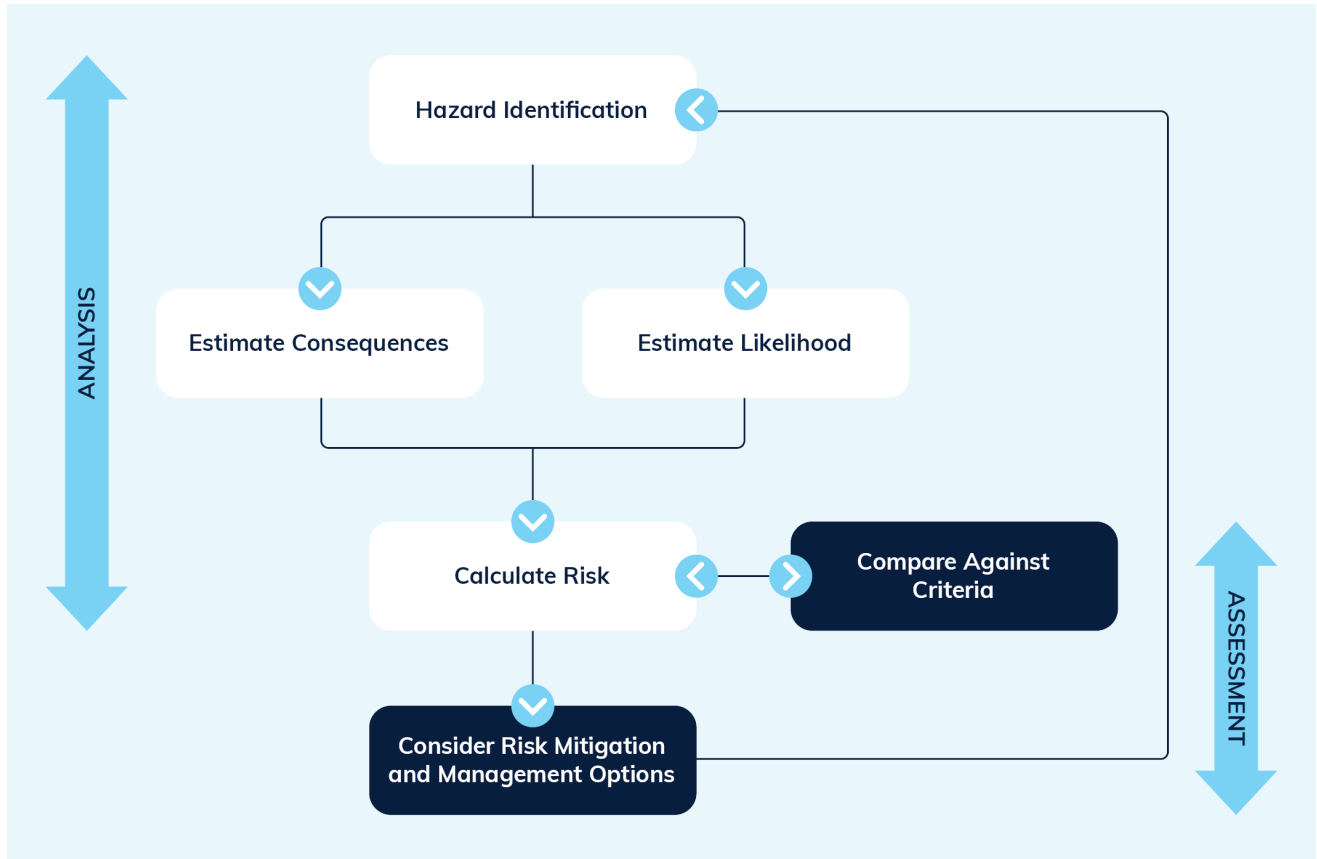 Hazard Identification
ANALYSIS
Estimate Consequences
Estimate Likelihood
Calculate Risk
Compare Against
Criteria
ASSESSMENT
Consider Risk Mitigation
and Management Options